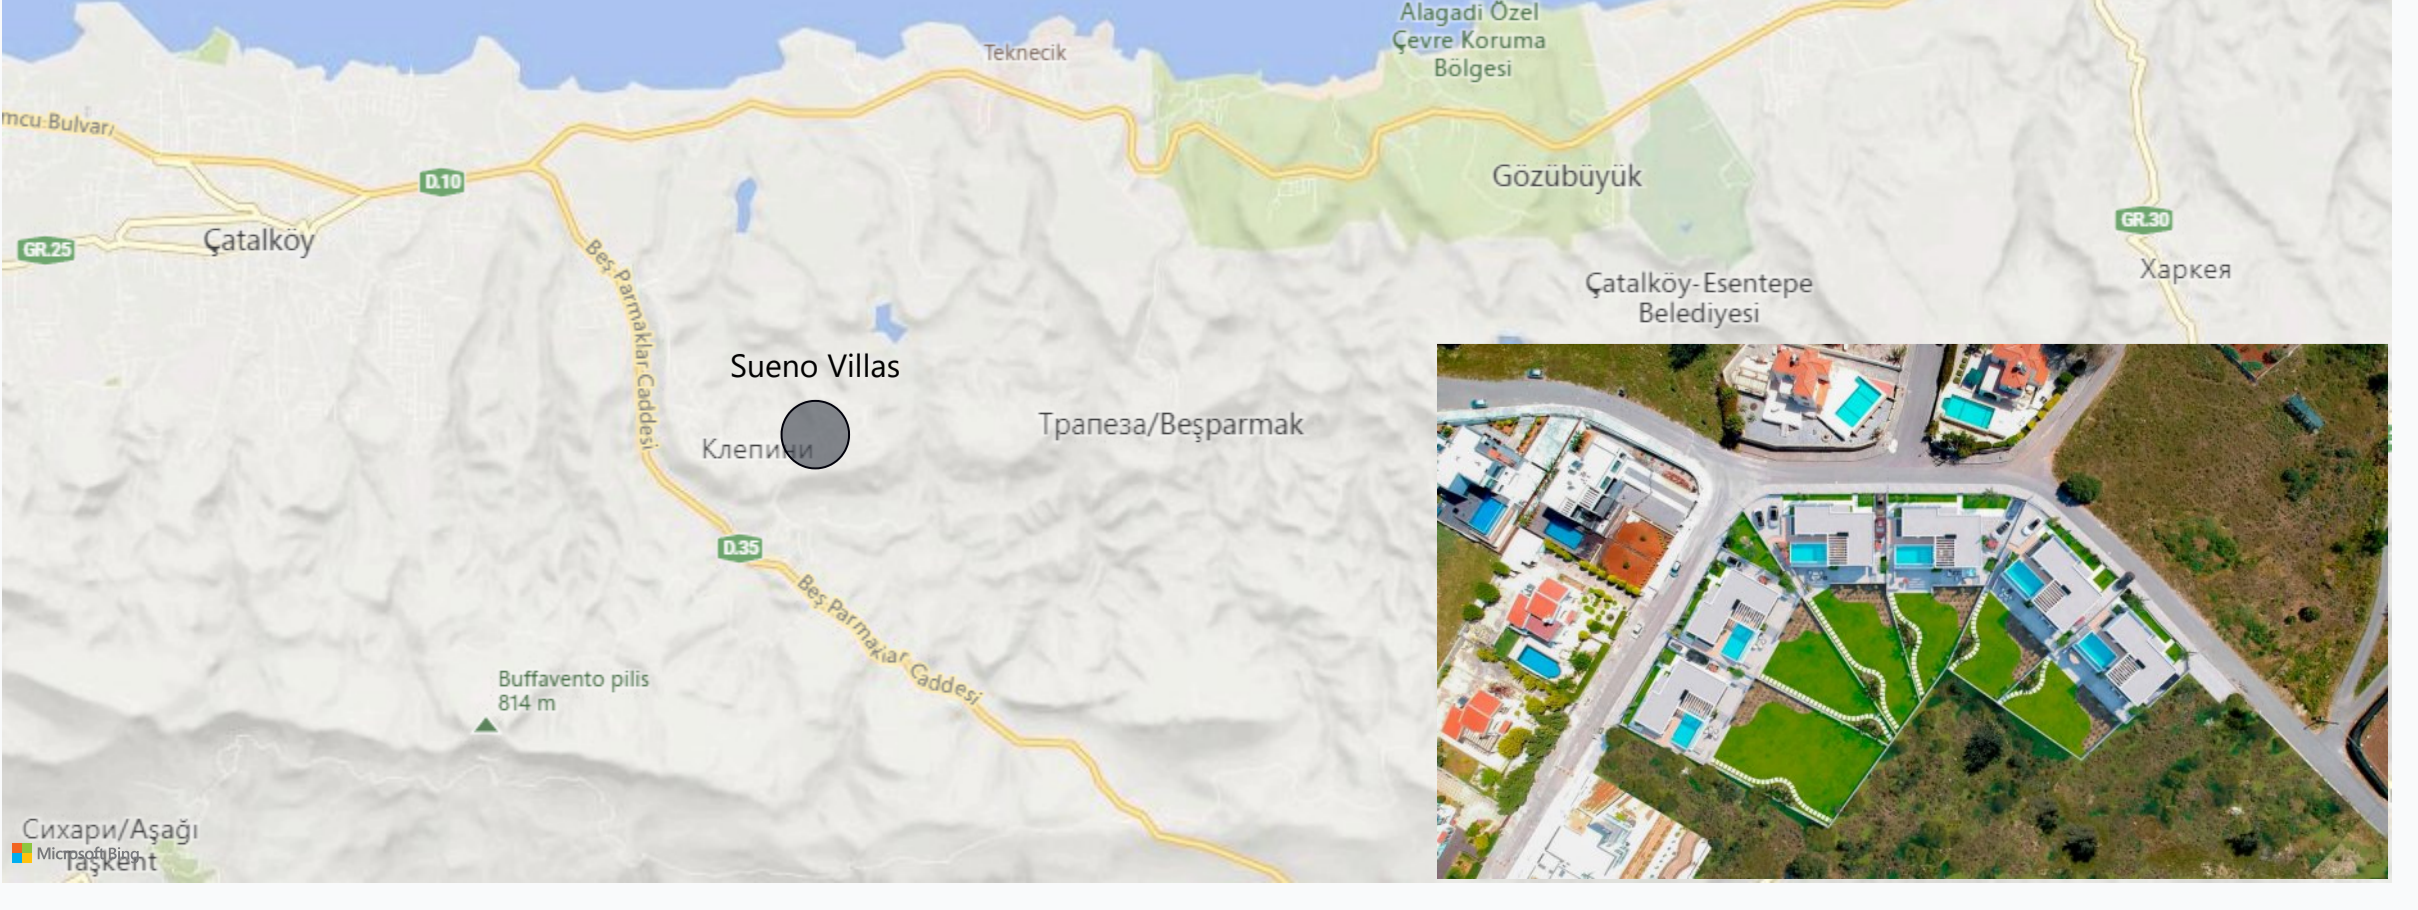 Alagadi Özel
Çevre Koruma
Bölgesi
Teknecik
mcu Bulvarı
D.10
Gözübüyük
GR.25
Çatalköy
GR.30
Харкея
Beş Parmaklar Caddesi
Çatalköy-Esentepe
Belediyesi
Sueno Villas
Клепини
Трапеза/Beşparmak
D.35
Beş Parmaklar Caddesi
Buffavento pilis
814 m
Сихари/Aşağı
Taşkent
Microsoft Bing